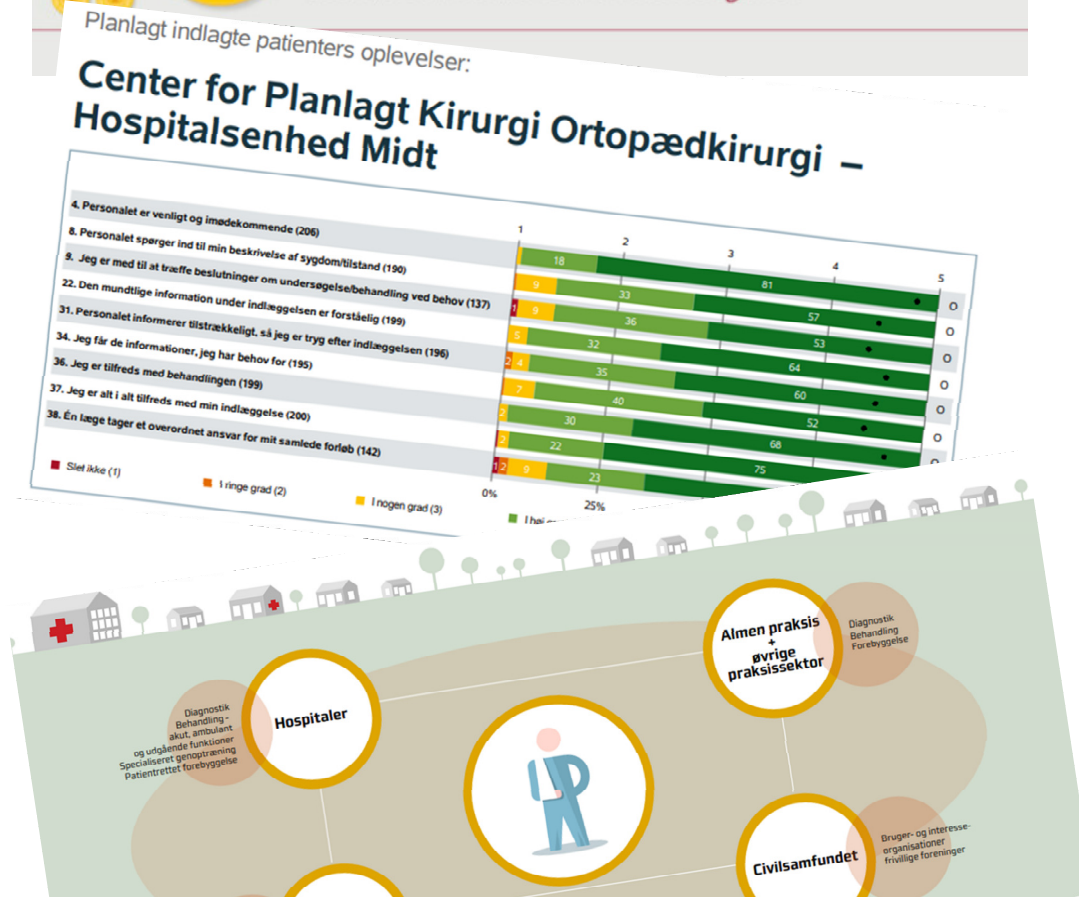 Planlagt indlagte patienters oplevelser:
Center for Planlagt Kirurgi Ortopædkirurgi –
Hospitalsenhed Midt
1 2 3 4 5
4. Personalet er venligt og imødekommende (206) 18 81 O
8. Personalet spørger ind til min beskrivelse af sygdom/tilstand (190) 9 33 57 O
9. Jeg er med til at træffe beslutninger om undersøgelse/behandling ved behov (137) 1 9 36 53 O
22. Den mundtlige information under indlæggelsen er forståelig (199) 5 32 64 O
31. Personalet informerer tilstrækkeligt, så jeg er tryg efter indlæggelsen (196) 2 4 35 60 O
34. Jeg får de informationer, jeg har behov for (195) 7 40 52 O
36. Jeg er tilfreds med behandlingen (199) 2 30 68
37. Jeg er alt i alt tilfreds med min indlæggelse (200) 2 22 75
38. Én læge tager et overordnet ansvar for mit samlede forløb (142) 1 2 9 23
0% 25%
Slet ikke (1) I ringe grad (2) I nogen grad (3)
Almen praksis
+
øvrige
praksissektor
Diagnostik
Behandling
Forebyggelse
Hospitaler
Diagnostik
Behandling -
akut, ambulant
og udgående funktioner
Specialiseret genoptræning
Patientrettet forebyggelse
Civilsamfundet
Bruger- og interesse-
organisationer
frivillige foreninger